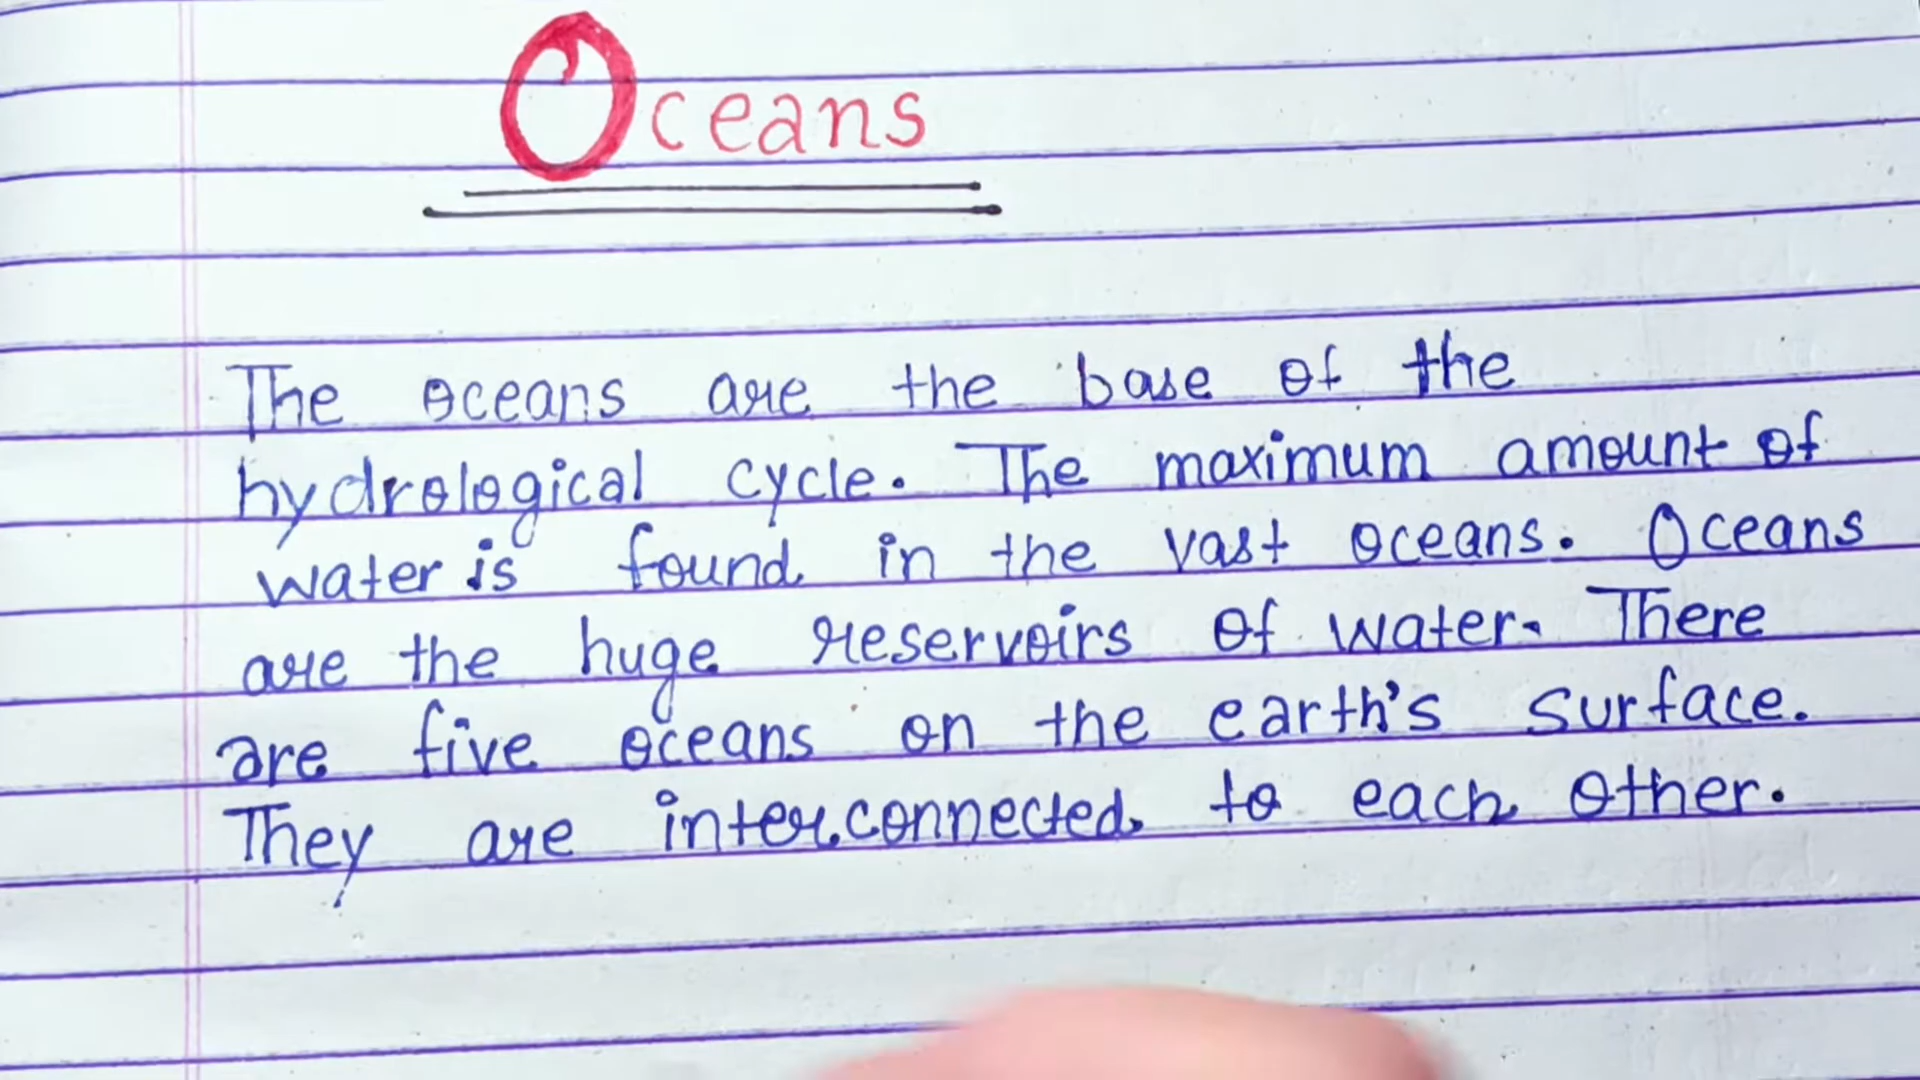 Oceans
The oceans are the base of the
hydrological cycle. The maximum amount of
water is found in the vast oceans. Oceans
are the huge reservoirs of water. There
are five oceans on the earth's surface.
They are interconnected to each other.